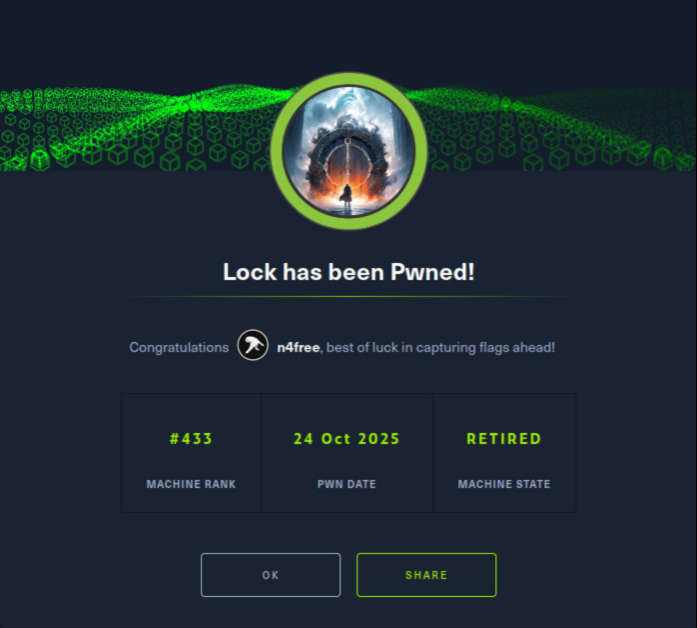 Lock has been Pwned!
Congratulations n4free, best of luck in capturing flags ahead!
#433 24 Oct 2025 RETIRED
MACHINE RANK PWN DATE MACHINE STATE
OK SHARE